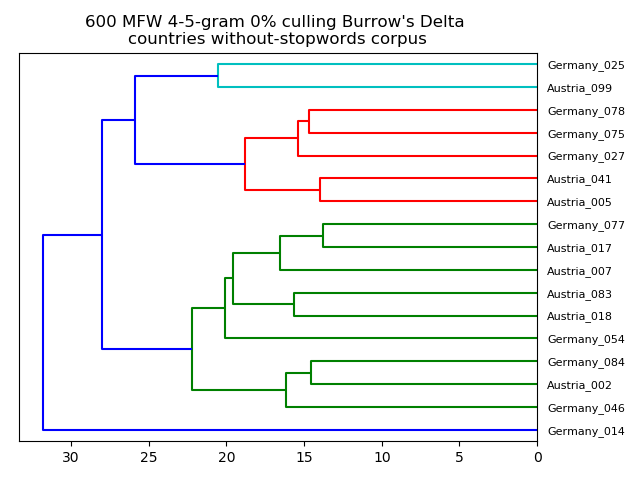 600 MFW 4-5-gram 0% culling Burrow's Delta
countries without-stopwords corpus
Germany_025
Austria_099
Germany_078
Germany_075
Germany_027
Austria_041
Austria_005
Germany_077
Austria_017
Austria_007
Austria_083
Austria_018
Germany_054
Germany_084
Austria_002
Germany_046
Germany_014
30 25 20 15 10 5 0